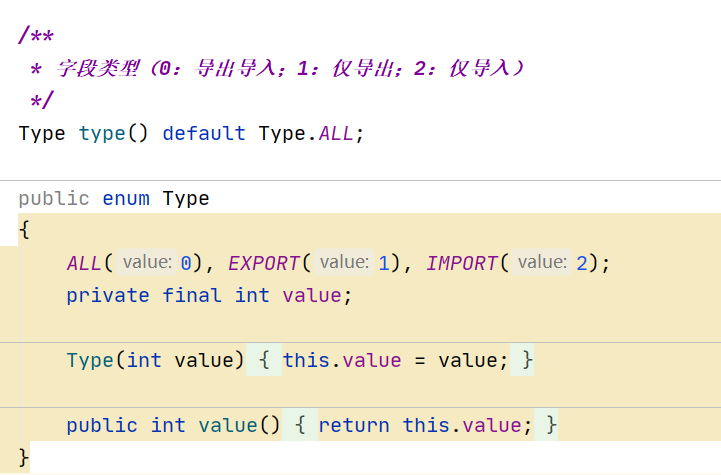 /**
 * 字段类型（0：导出导入；1：仅导出；2：仅导入）
 */
Type type() default Type.ALL;
public enum Type
{
    ALL( value: 0), EXPORT( value: 1), IMPORT( value: 2);
    private final int value;
    Type(int value) { this.value = value; }
    public int value() { return this.value; }
}